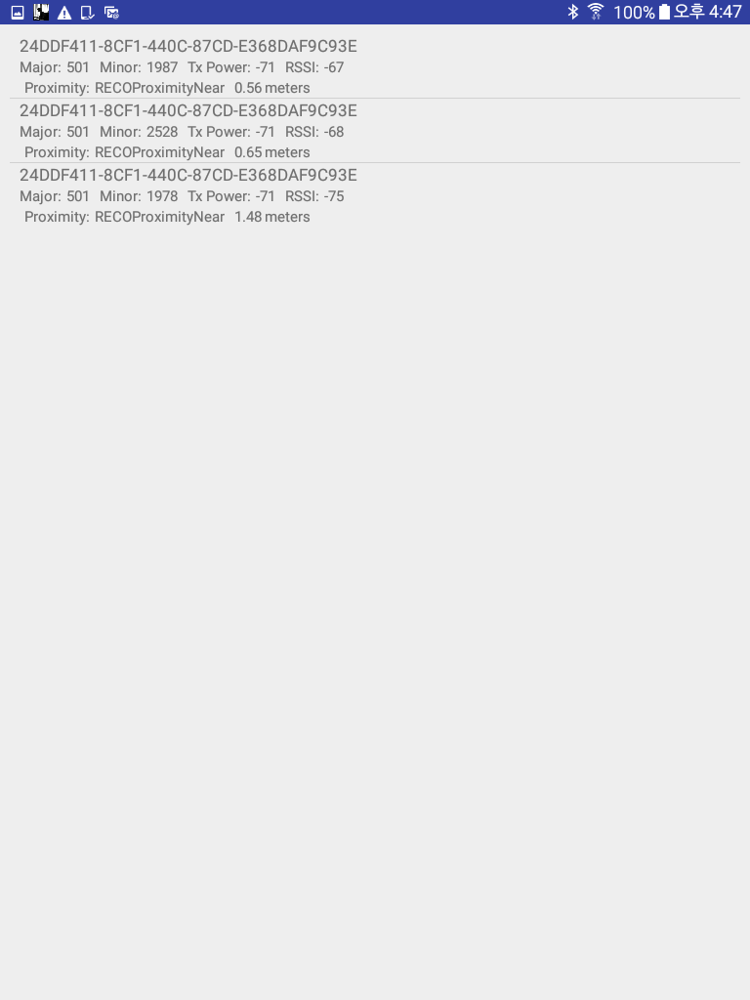 100% 오후 4:47
24DDF411-8CF1-440C-87CD-E368DAF9C93E
Major: 501 Minor: 1987 Tx Power: -71 RSSI: -67
Proximity: RECOProximityNear 0.56 meters
24DDF411-8CF1-440C-87CD-E368DAF9C93E
Major: 501 Minor: 2528 Tx Power: -71 RSSI: -68
Proximity: RECOProximityNear 0.65 meters
24DDF411-8CF1-440C-87CD-E368DAF9C93E
Major: 501 Minor: 1978 Tx Power: -71 RSSI: -75
Proximity: RECOProximityNear 1.48 meters